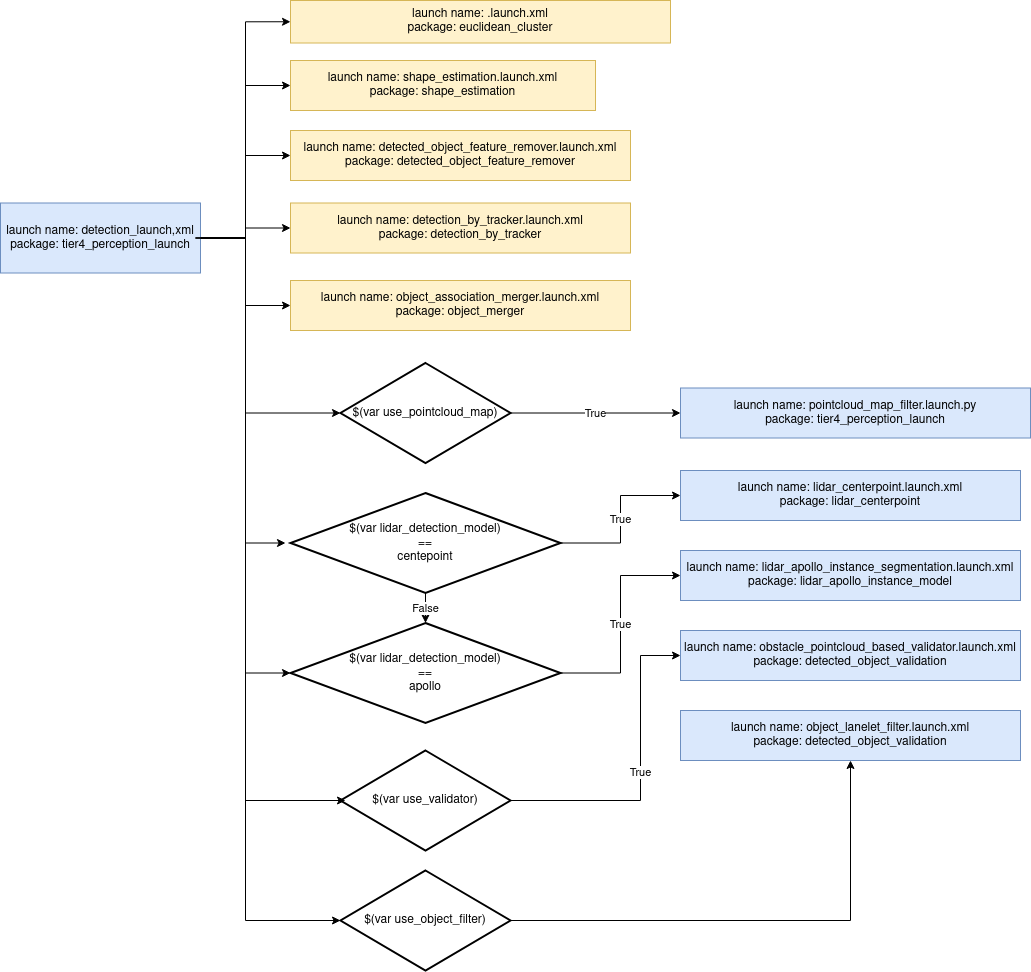 launch name: .launch.xml
package: euclidean_cluster
launch name: shape_estimation.launch.xml
package: shape_estimation
launch name: detected_object_feature_remover.launch.xml
package: detected_object_feature_remover
launch name: detection_launch,xml
package: tier4_perception_launch
launch name: detection_by_tracker.launch.xml
package: detection_by_tracker
launch name: object_association_merger.launch.xml
package: object_merger
$(var use_pointcloud_map)
True
launch name: pointcloud_map_filter.launch.py
package: tier4_perception_launch
$(var lidar_detection_model)
==
centepoint
True
launch name: lidar_centerpoint.launch.xml
package: lidar_centerpoint
False
$(var lidar_detection_model)
==
apollo
True
launch name: lidar_apollo_instance_segmentation.launch.xml
package: lidar_apollo_instance_model
launch name: obstacle_pointcloud_based_validator.launch.xml
package: detected_object_validation
$(var use_validator)
True
launch name: object_lanelet_filter.launch.xml
package: detected_object_validation
$(var use_object_filter)